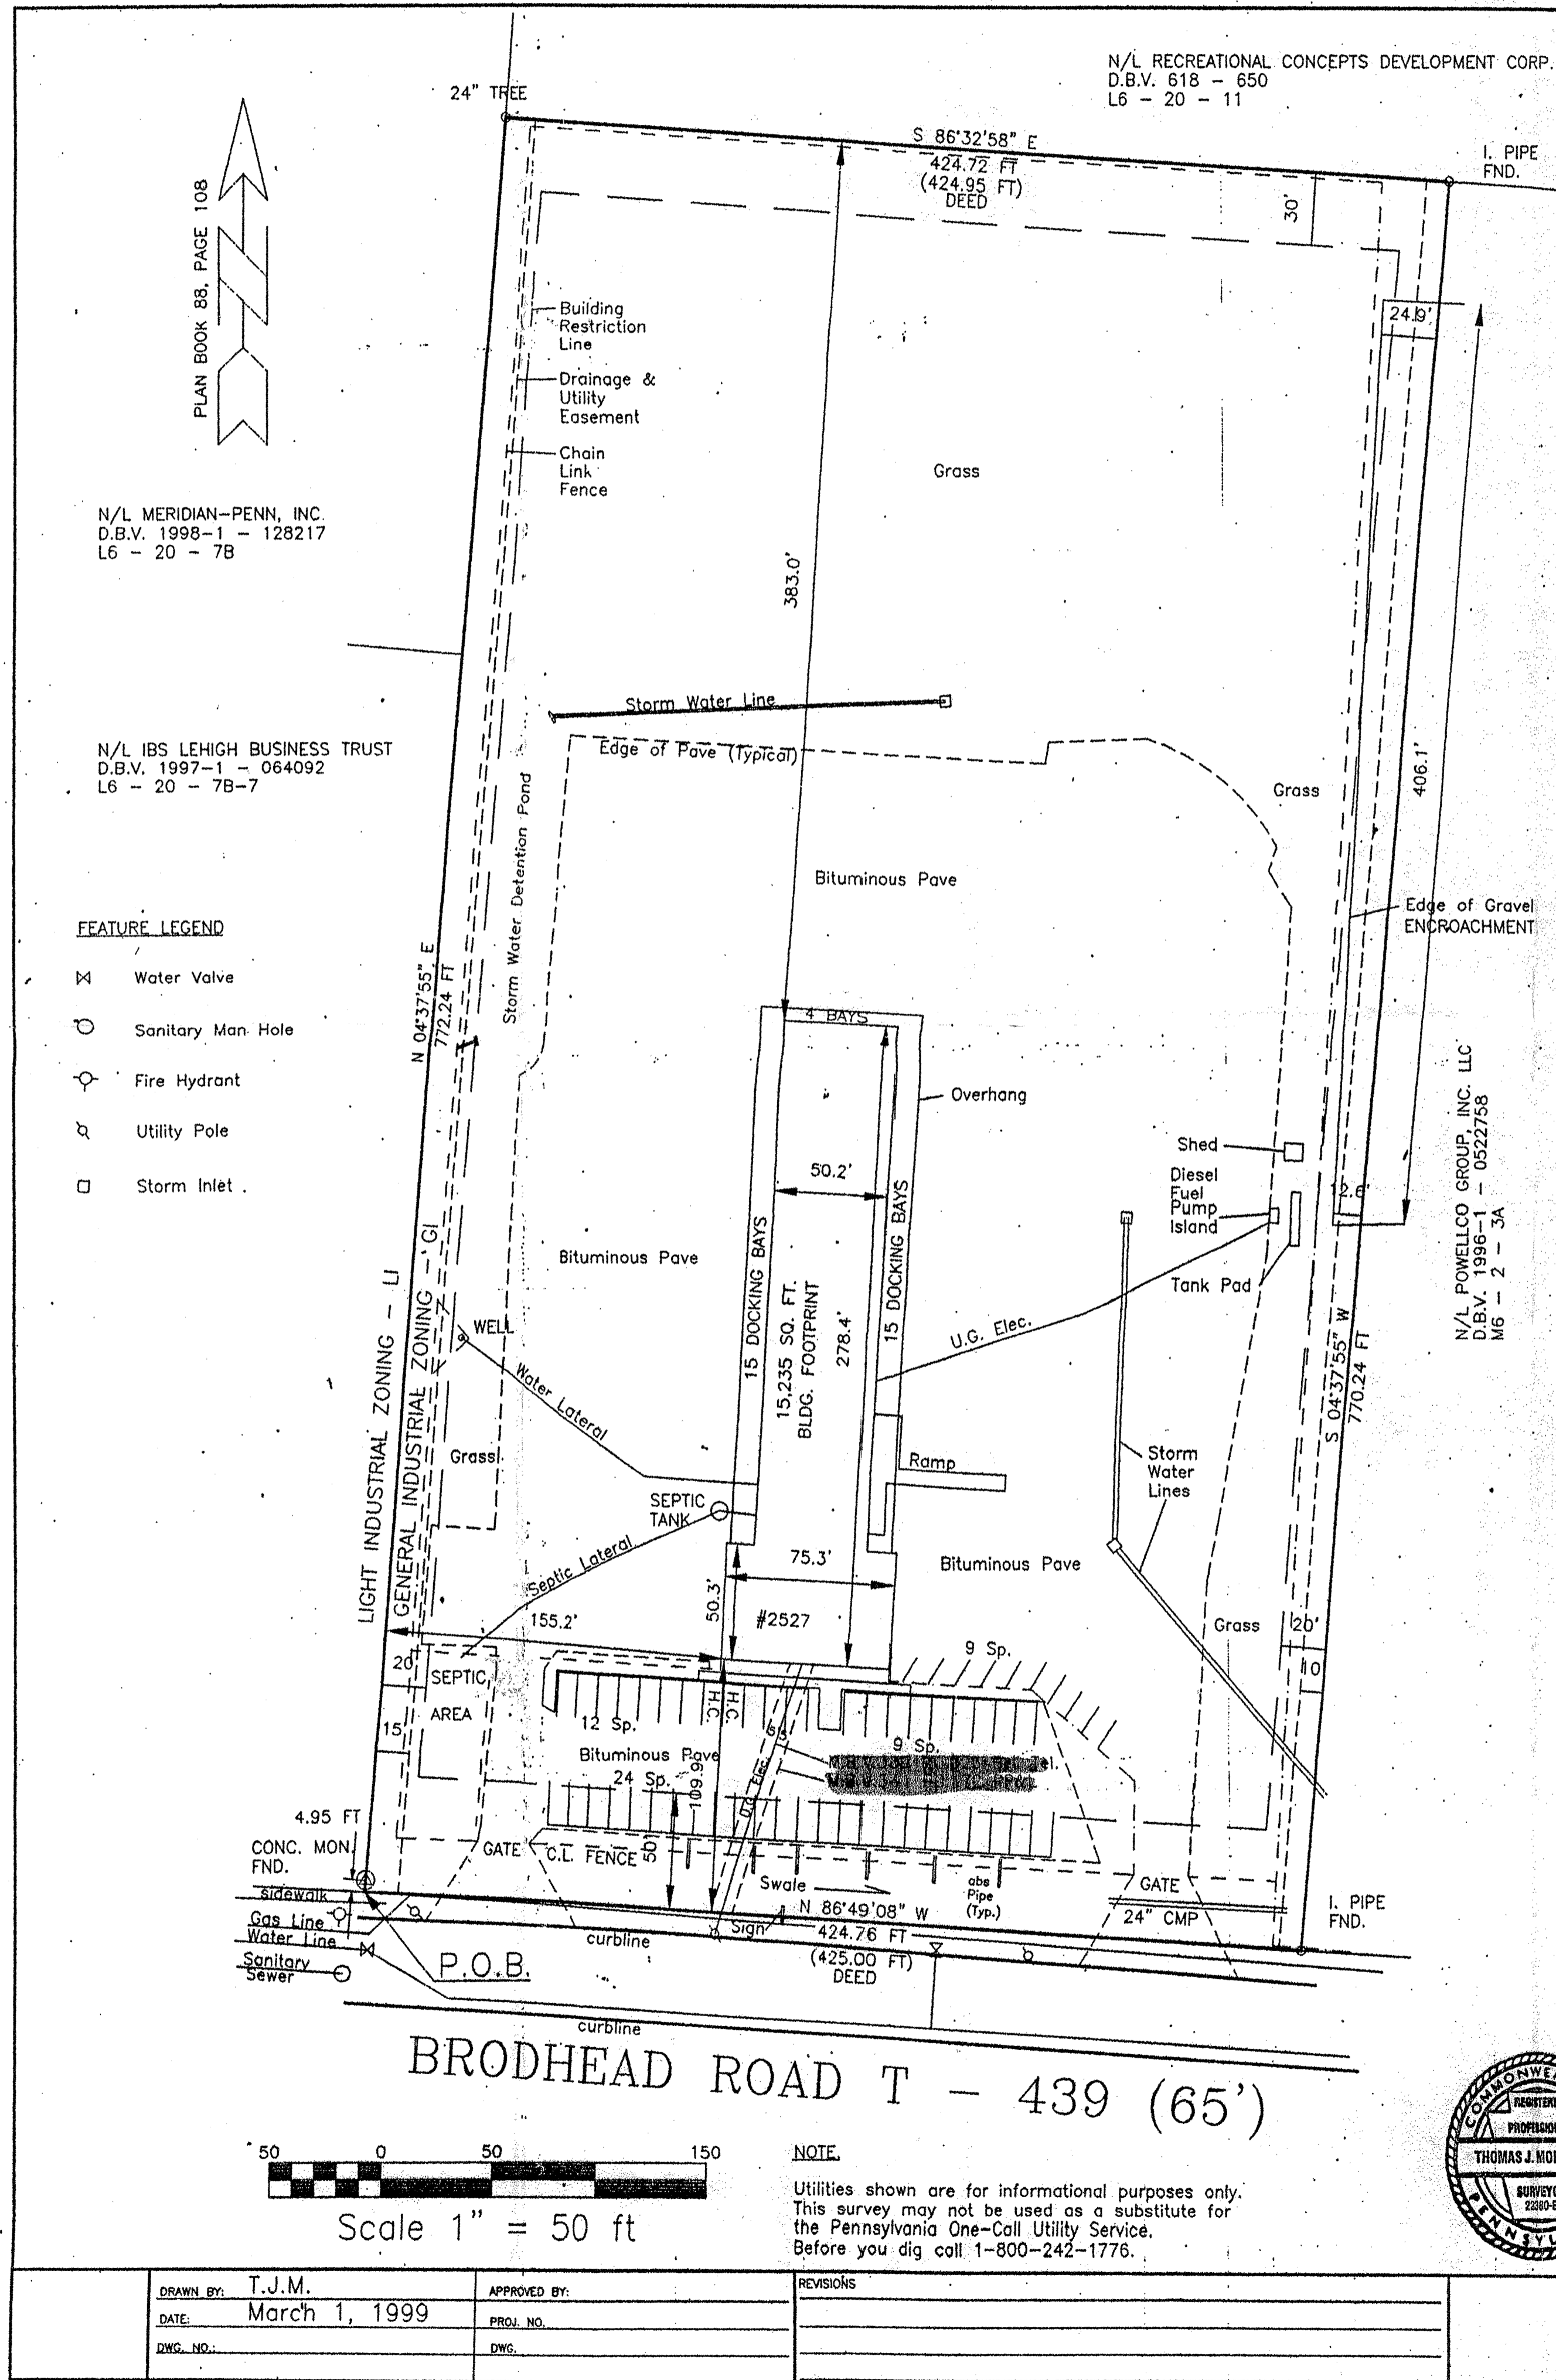 N/L RECREATIONAL CONCEPTS DEVELOPMENT CORP.
D.B.V. 618 - 650
L6 - 20 - 11
24" TREE
S 86°32'58" E
424.72 FT
(424.95 FT)
DEED
I. PIPE
FND.
30'
24.9'
PLAN BOOK 88, PAGE 108
Building
Restriction
Line
Drainage &
Utility
Easement
Chain
Link
Fence
Grass
N/L MERIDIAN-PENN, INC.
D.B.V. 1998-1 - 128217
L6 - 20 - 7B
383.0'
Storm Water Line
Edge of Pave (Typical)
N/L IBS LEHIGH BUSINESS TRUST
D.B.V. 1997-1 - 064092
L6 - 20 - 7B-7
406.1'
Grass
Storm Water Detention Pond
Bituminous Pave
Edge of Gravel
ENCROACHMENT
FEATURE LEGEND
Water Valve
Sanitary Man Hole
Fire Hydrant
Utility Pole
Storm Inlet
N 04°37'55" E
772.24 FT
4 BAYS
Overhang
N/L POWELLCO GROUP, INC. LLC
D.B.V. 1996-1 - 0522758
M6 - 2 - 3A
Shed
Diesel
Fuel
Pump
Island
12.6'
50.2'
15 DOCKING BAYS
15 DOCKING BAYS
Bituminous Pave
Tank Pad
15,235 SQ. FT.
BLDG. FOOTPRINT
278.4'
U.G. Elec.
S 04°37'55" W
770.24 FT
LIGHT INDUSTRIAL ZONING - LI
GENERAL INDUSTRIAL ZONING - GI
WELL
Water Lateral
Grass
Ramp
Storm
Water
Lines
SEPTIC
TANK
Septic Lateral
75.3'
Bituminous Pave
50.3'
155.2'
#2527
9 Sp.
Grass
20'
10
20
SEPTIC
AREA
15'
H.C.
H.C.
12 Sp.
9 Sp.
Bituminous Pave
24 Sp.
109.9'
U.G. Elec.
4.95 FT
CONC. MON.
FND.
GATE
C.L. FENCE
50'
Swale
abs
Pipe
(Typ.)
GATE
24" CMP
I. PIPE
FND.
sidewalk
Gas Line
Water Line
Sanitary
Sewer
P.O.B.
curbline
Sign
N 86°49'08" W
424.76 FT
(425.00 FT)
DEED
curbline
BRODHEAD ROAD T - 439 (65')
50 0 50 150
Scale 1" = 50 ft
NOTE.
Utilities shown are for informational purposes only.
This survey may not be used as a substitute for
the Pennsylvania One-Call Utility Service.
Before you dig call 1-800-242-1776.
THOMAS J.
DRAWN BY: T.J.M.
DATE: March 1, 1999
DWG. NO.:
APPROVED BY:
PROJ. NO.
DWG.
REVISIONS